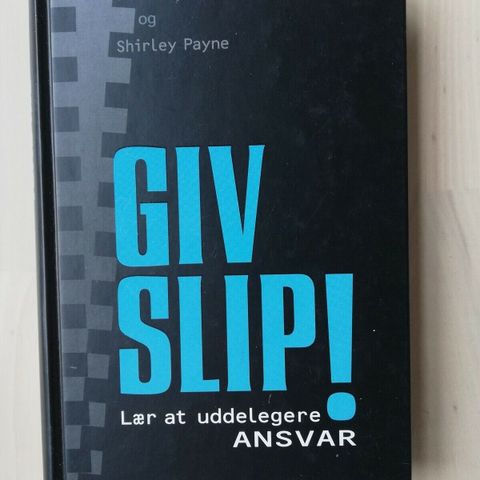 og
Shirley Payne
GIV
SLIP!
Lær at uddelegere
ANSVAR